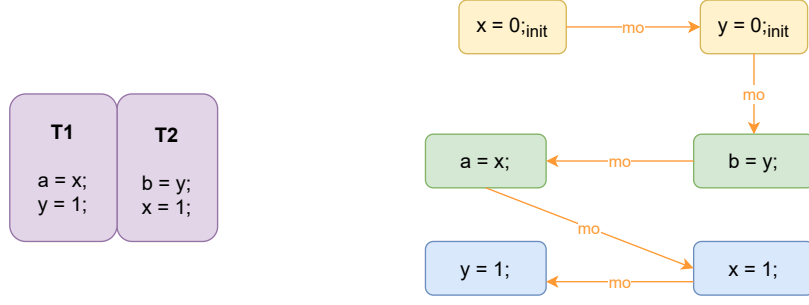 T1
a = x;
y = 1;
T2
b = y;
x = 1;
x = 0;init
mo
y = 0;init
mo
a = x;
mo
b = y;
mo
y = 1;
mo
x = 1;